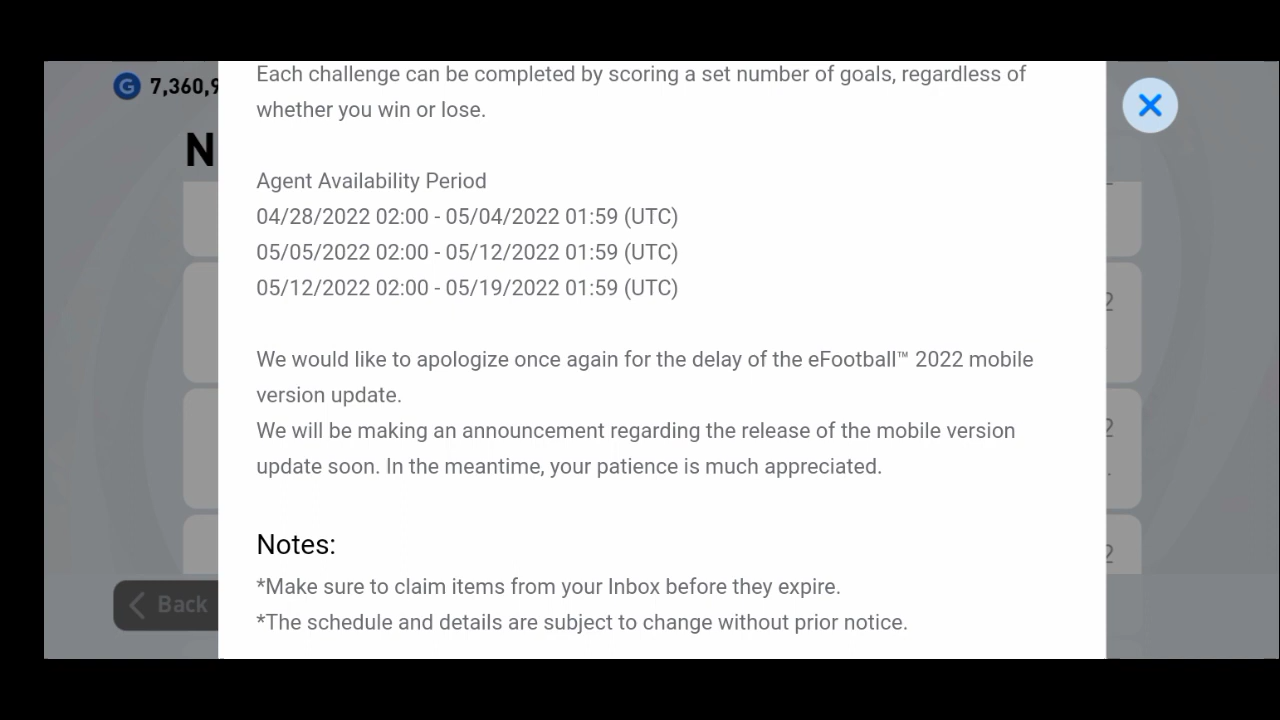 Each challenge can be completed by scoring a set number of goals, regardless of
whether you win or lose.
G 7,360,9
N
Agent Availability Period
04/28/2022 02:00 - 05/04/2022 01:59 (UTC)
05/05/2022 02:00 - 05/12/2022 01:59 (UTC)
05/12/2022 02:00 - 05/19/2022 01:59 (UTC)
We would like to apologize once again for the delay of the eFootball™ 2022 mobile
version update.
We will be making an announcement regarding the release of the mobile version
update soon. In the meantime, your patience is much appreciated.
Notes:
*Make sure to claim items from your Inbox before they expire.
*The schedule and details are subject to change without prior notice.
Back